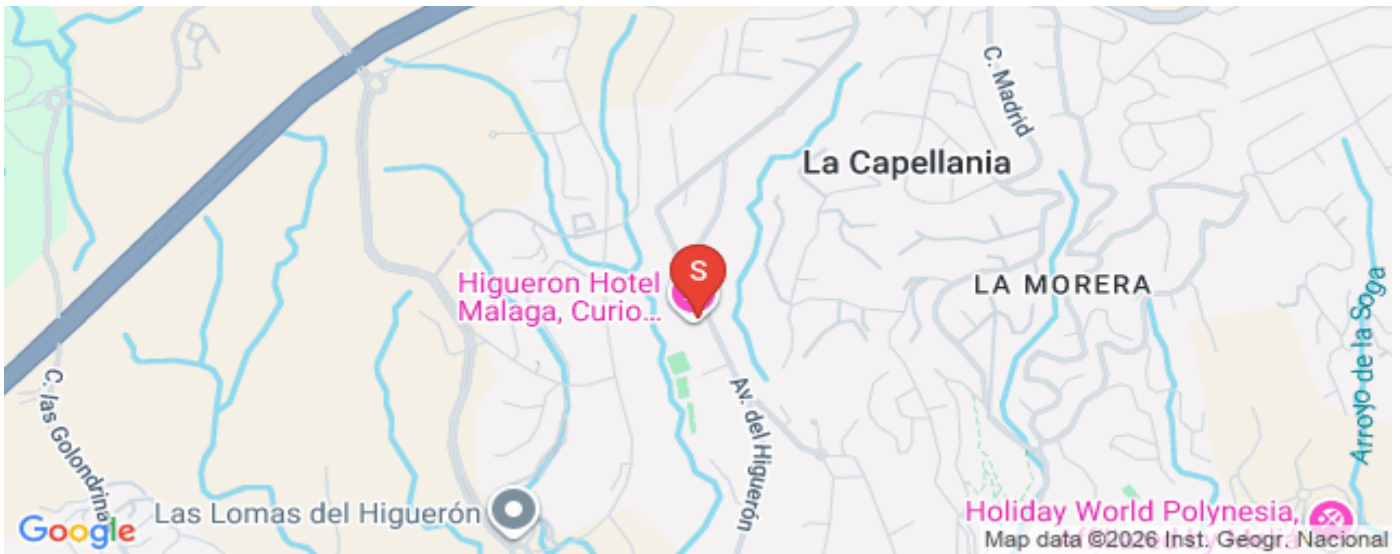 C. Madrid
La Capellania
S
Higueron Hotel
Malaga, Curio...
LA MORERA
Arroyo de la Soga
C. las Golondrina
Av. del Higuerón
Las Lomas del Higuerón
Holiday World Polynesia,
Google
Map data ©2026 Inst. Geogr. Nacional